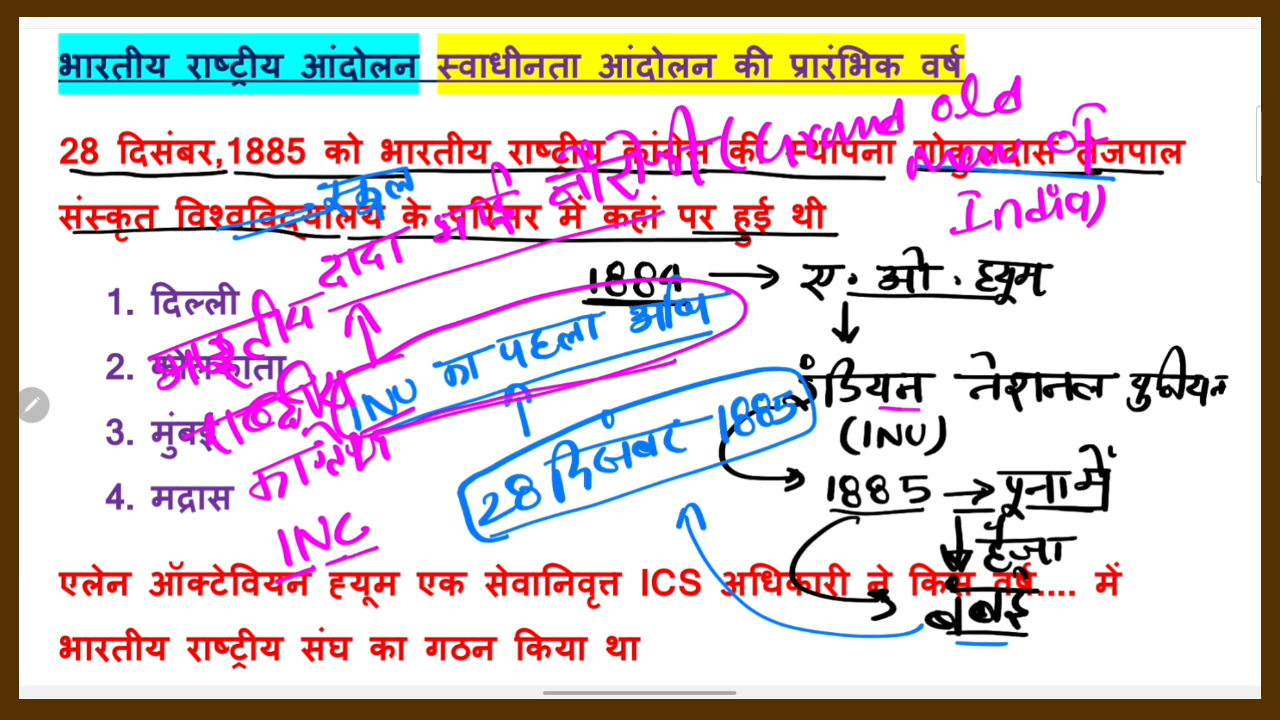 भारतीय राष्ट्रीय आंदोलन स्वाधीनता आंदोलन की प्रारंभिक वर्ष
28 दिसंबर,1885 को भारतीय राष्ट्रीय कांग्रेस की स्थापना गोकुलदास तेजपाल
संस्कृत विश्वविद्यालय के परिसर में कहां पर हुई थी
स्कूल
दादा भाई नौरोजी (Grand old
men of
India)
1. दिल्ली
2. कोलकाता
3. मुंबई
4. मद्रास
भारतीय
राष्ट्रीय
कांग्रेस
INC
INU का पहला अधि
28 दिसंबर 1885
1884 → ए. ओ. ह्यूम
इंडियन नेशनल युनियन
(INU)
1885 → पूना में
हैजा
बंबई
एलेन ऑक्टेवियन ह्यूम एक सेवानिवृत्त ICS अधिकारी ने किस वर्ष.... में
भारतीय राष्ट्रीय संघ का गठन किया था